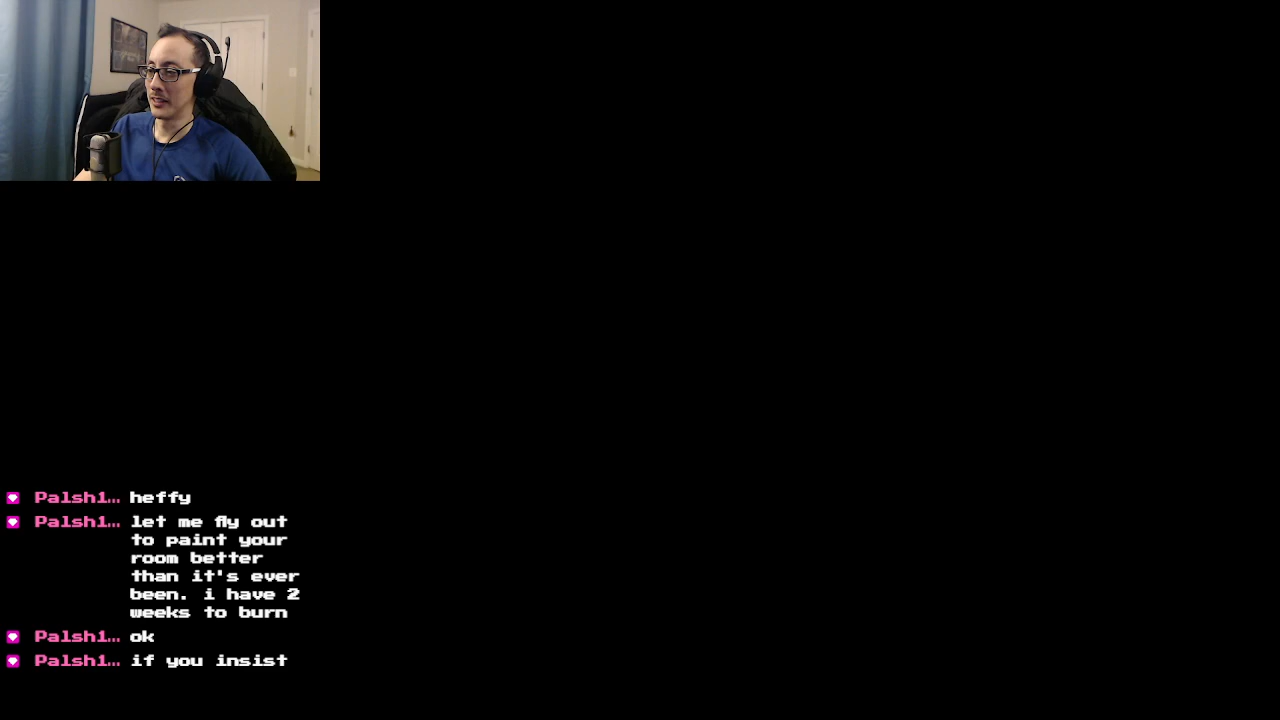 Palsh1... heffy
Palsh1... let me fly out
to paint your
room better
than it's ever
been. i have 2
weeks to burn
Palsh1... ok
Palsh1... if you insist